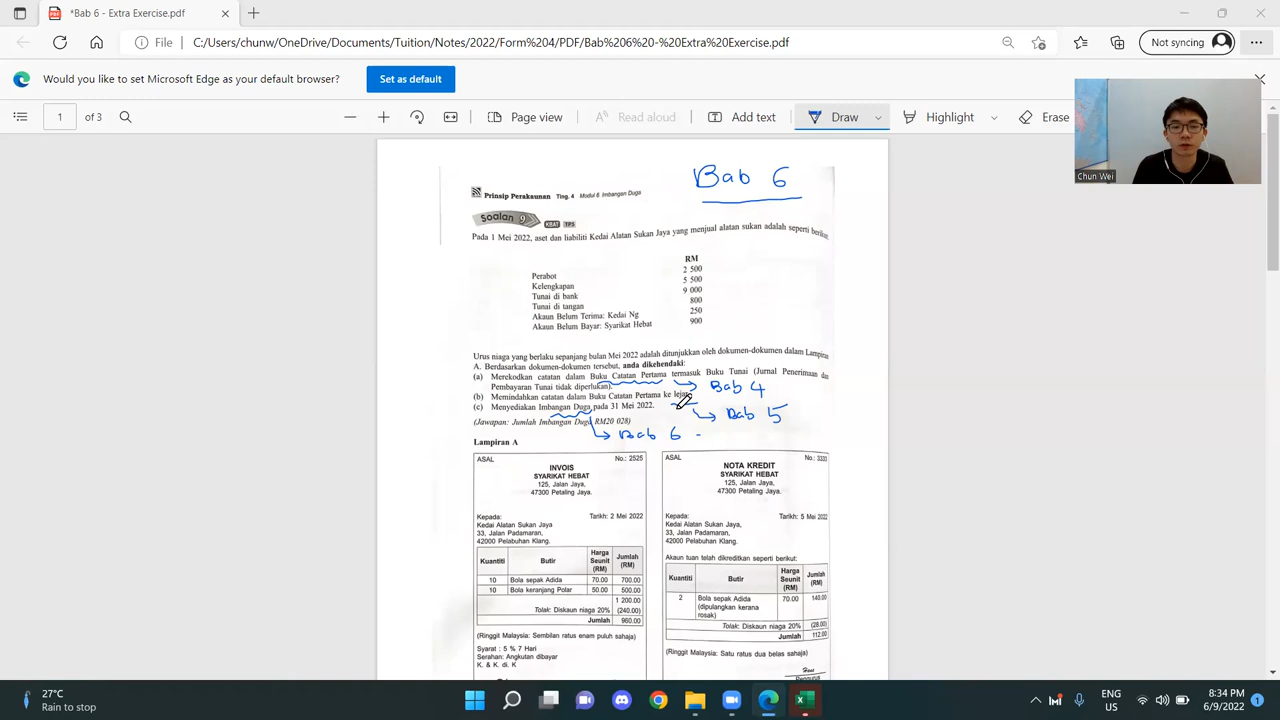 *Bab 6 - Extra Exercise.pdf
File
C:/Users/chunw/OneDrive/Documents/Tuition/Notes/2022/Form%204/PDF/Bab%206%20-%20Extra%20Exercise.pdf
Not syncing
Would you like to set Microsoft Edge as your default browser?
Set as default
1 of 3
Page view
Read aloud
Add text
Draw
Highlight
Erase
Chun Wei
Bab 6
Prinsip Perakaunan Ting. 4 Modul 6 Imbangan Duga
Soalan 9 KBAT TP5
Pada 1 Mei 2022, aset dan liabiliti Kedai Alatan Sukan Jaya yang menjual alatan sukan adalah seperti berikut:
RM
Perabot 2 500
Kelengkapan 5 500
Tunai di bank 9 000
Tunai di tangan 800
Akaun Belum Terima: Kedai Ng 250
Akaun Belum Bayar: Syarikat Hebat 900
Urus niaga yang berlaku sepanjang bulan Mei 2022 adalah ditunjukkan oleh dokumen-dokumen dalam Lampiran
A. Berdasarkan dokumen-dokumen tersebut, anda dikehendaki:
(a) Merekodkan catatan dalam Buku Catatan Pertama termasuk Buku Tunai (Jurnal Penerimaan dan
Pembayaran Tunai tidak diperlukan).
Bab 4
(b) Memindahkan catatan dalam Buku Catatan Pertama ke lejar.
(c) Menyediakan Imbangan Duga pada 31 Mei 2022.
Bab 5
(Jawapan: Jumlah Imbangan Duga RM20 028)
Bab 6
Lampiran A
ASAL No.: 2525
INVOIS
SYARIKAT HEBAT
125, Jalan Jaya,
47300 Petaling Jaya.
Kepada: Tarikh: 2 Mei 2022
Kedai Alatan Sukan Jaya
33, Jalan Padamaran,
42000 Pelabuhan Klang.
Kuantiti Butir Harga Seunit (RM) Jumlah (RM)
10 Bola sepak Adida 70.00 700.00
10 Bola keranjang Polar 50.00 500.00
1 200.00
Tolak: Diskaun niaga 20% (240.00)
Jumlah 960.00
(Ringgit Malaysia: Sembilan ratus enam puluh sahaja)
Syarat : 5 % 7 Hari
Serahan: Angkutan dibayar
K. & K. di. K
ASAL No.: 3320
NOTA KREDIT
SYARIKAT HEBAT
125, Jalan Jaya,
47300 Petaling Jaya.
Kepada: Tarikh: 5 Mei 2022
Kedai Alatan Sukan Jaya,
33, Jalan Padamaran,
42000 Pelabuhan Klang.
Akaun tuan telah dikreditkan seperti berikut:
Kuantiti Butir Harga Seunit (RM) Jumlah (RM)
2 Bola sepak Adida (dipulangkan kerana rosak) 70.00 140.00
Tolak: Diskaun niaga 20% (28.00)
Jumlah 112.00
(Ringgit Malaysia: Satu ratus dua belas sahaja)
Pengurus
27°C
Rain to stop
ENG
US
8:34 PM
6/9/2022